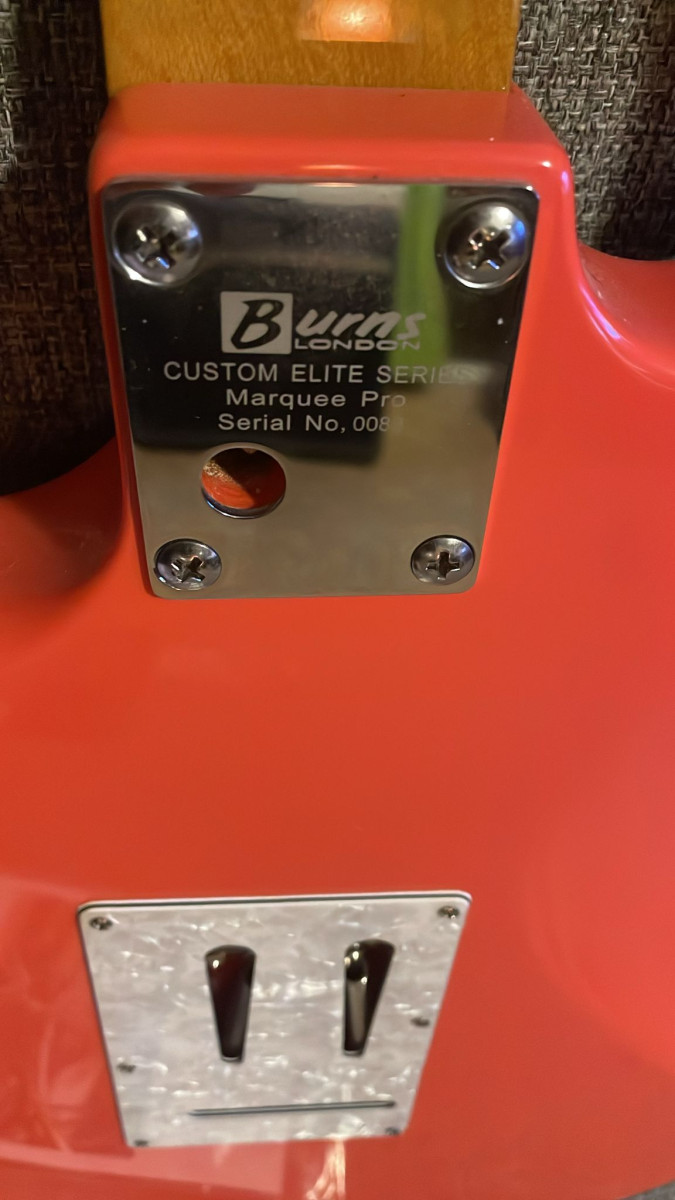 Burns
LONDON
CUSTOM ELITE SERIES
Marquee Pro
Serial No,